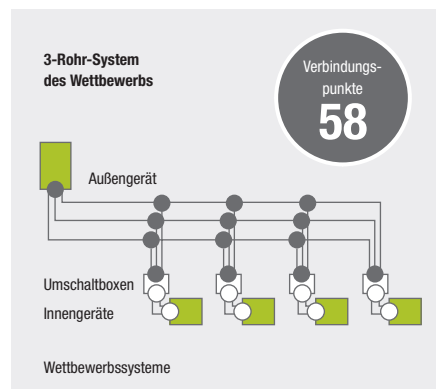 3-Rohr-System
des Wettbewerbs
Verbindungs-
punkte
58
Außengerät
Umschaltboxen
Innengeräte
Wettbewerbssysteme